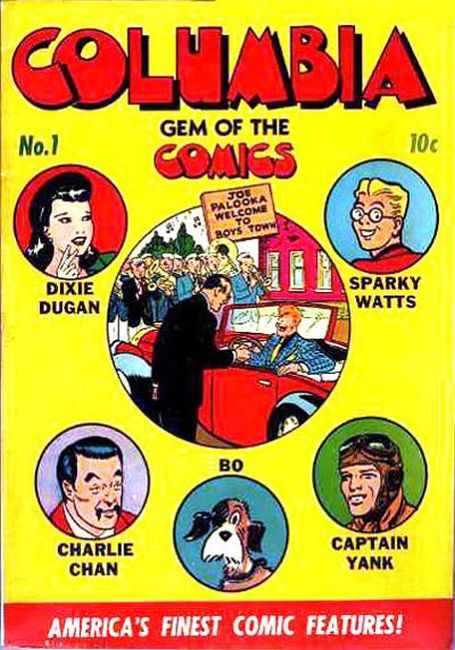 COLUMBIA
GEM OF THE
COMICS
No.1
10c
JOE
PALOOKA
WELCOME
TO
BOYS TOWN
DIXIE
DUGAN
SPARKY
WATTS
BO
CHARLIE
CHAN
CAPTAIN
YANK
AMERICA'S FINEST COMIC FEATURES!